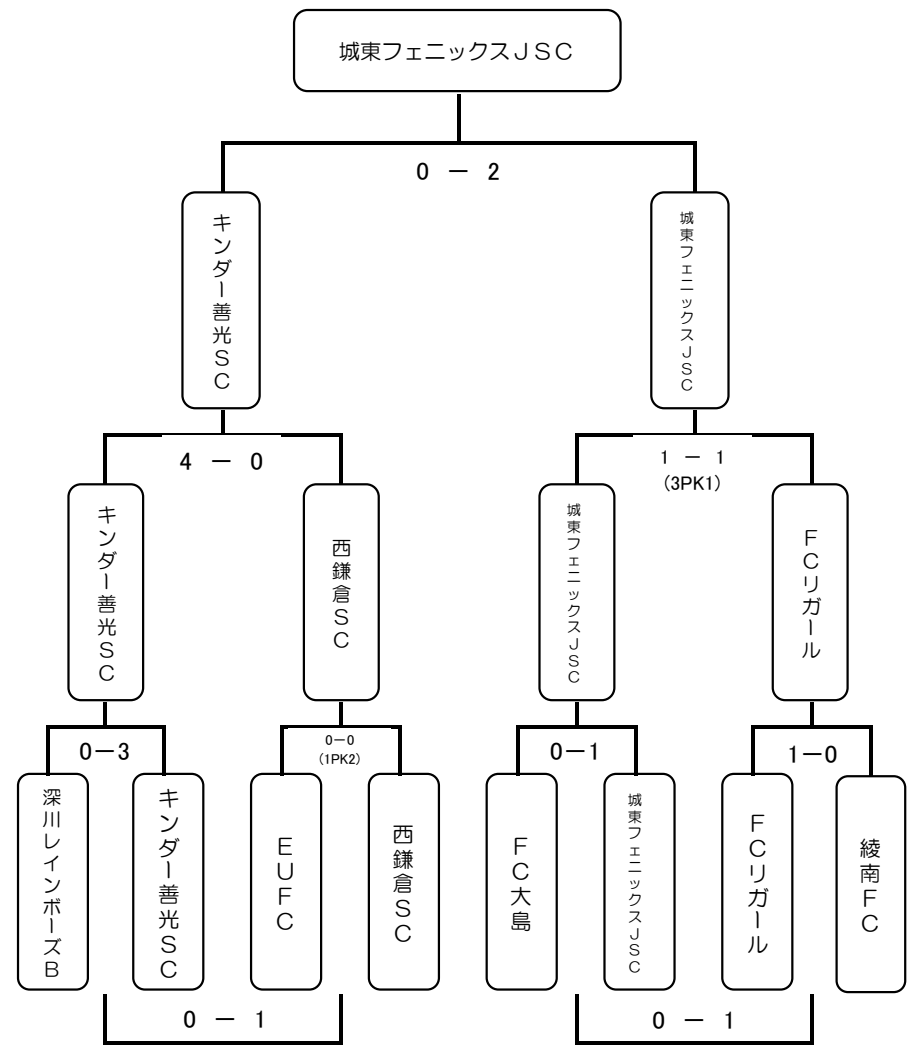 城東フェニックスJSC
0 － 2
キンダー善光SC
城東フェニックスJSC
4 － 0
1 － 1
(3PK1)
キンダー善光SC
西鎌倉SC
城東フェニックスJSC
FCリガール
0－3
0－0
(1PK2)
0－1
1－0
深川レインボーズB
キンダー善光SC
EUFC
西鎌倉SC
FC大島
城東フェニックスJSC
FCリガール
綾南FC
0 － 1
0 － 1